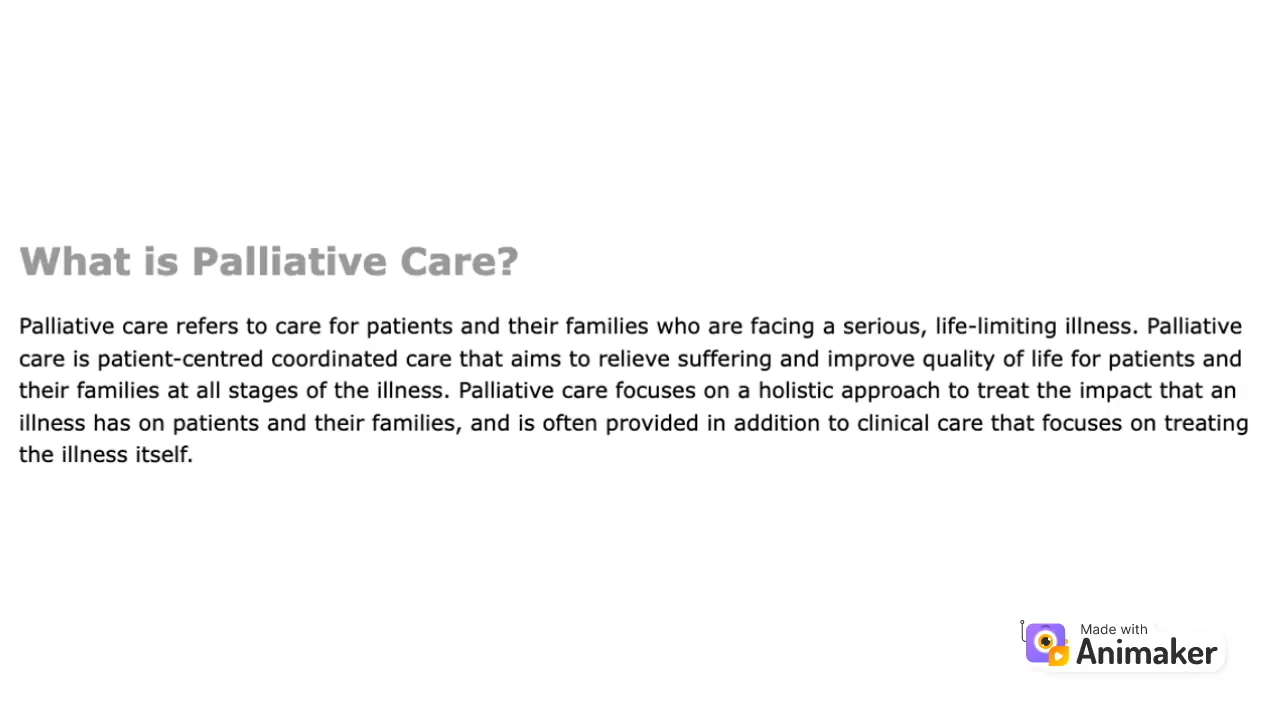 What is Palliative Care?
Palliative care refers to care for patients and their families who are facing a serious, life-limiting illness. Palliative
care is patient-centred coordinated care that aims to relieve suffering and improve quality of life for patients and
their families at all stages of the illness. Palliative care focuses on a holistic approach to treat the impact that an
illness has on patients and their families, and is often provided in addition to clinical care that focuses on treating
the illness itself.
Made with
Animaker